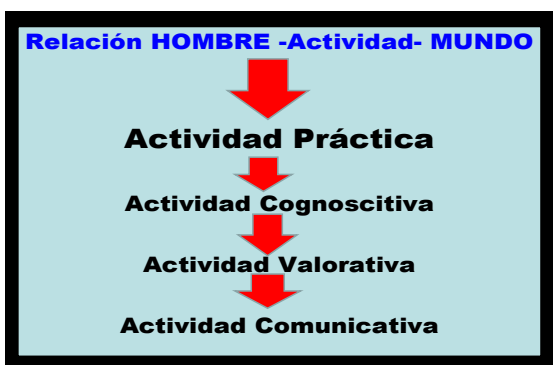 Relación HOMBRE -Actividad- MUNDO
Actividad Práctica
Actividad Cognoscitiva
Actividad Valorativa
Actividad Comunicativa